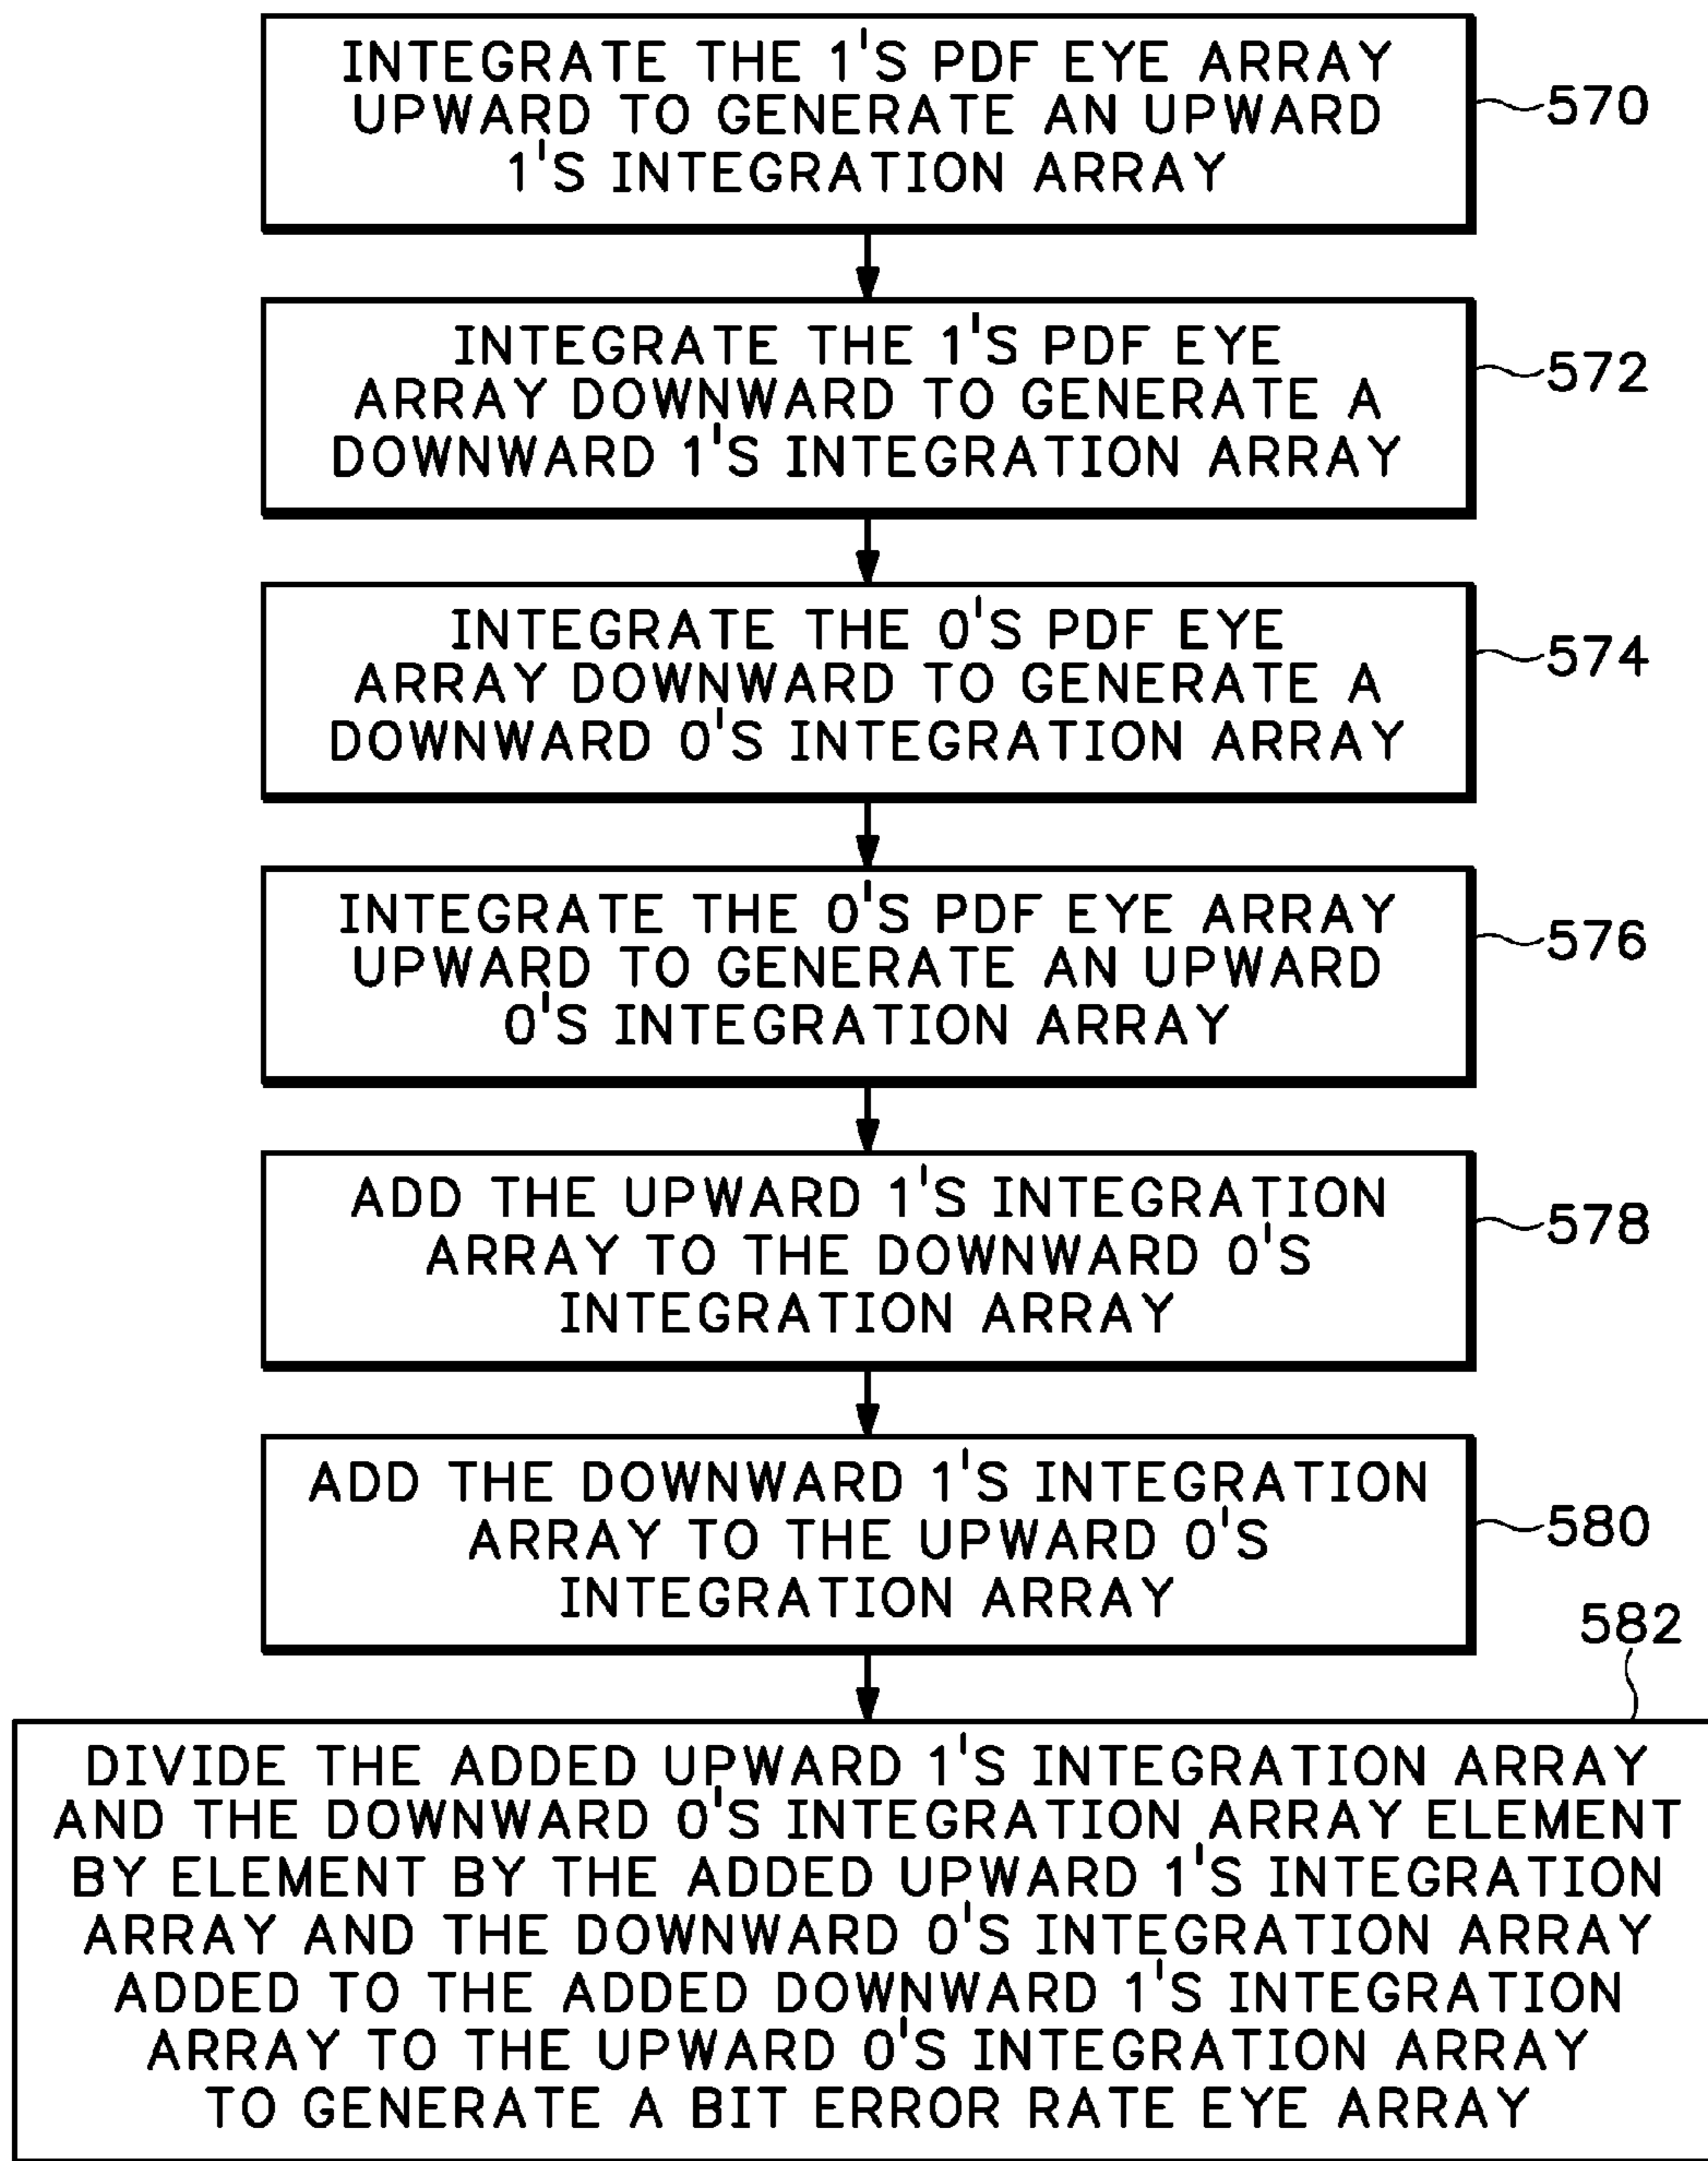 INTEGRATE THE 1'S PDF EYE ARRAY
UPWARD TO GENERATE AN UPWARD
1'S INTEGRATION ARRAY
570
INTEGRATE THE 1'S PDF EYE
ARRAY DOWNWARD TO GENERATE A
DOWNWARD 1'S INTEGRATION ARRAY
572
INTEGRATE THE 0'S PDF EYE
ARRAY DOWNWARD TO GENERATE A
DOWNWARD 0'S INTEGRATION ARRAY
574
INTEGRATE THE 0'S PDF EYE ARRAY
UPWARD TO GENERATE AN UPWARD
0'S INTEGRATION ARRAY
576
ADD THE UPWARD 1'S INTEGRATION
ARRAY TO THE DOWNWARD 0'S
INTEGRATION ARRAY
578
ADD THE DOWNWARD 1'S INTEGRATION
ARRAY TO THE UPWARD 0'S
INTEGRATION ARRAY
580
582
DIVIDE THE ADDED UPWARD 1'S INTEGRATION ARRAY
AND THE DOWNWARD 0'S INTEGRATION ARRAY ELEMENT
BY ELEMENT BY THE ADDED UPWARD 1'S INTEGRATION
ARRAY AND THE DOWNWARD 0'S INTEGRATION ARRAY
ADDED TO THE ADDED DOWNWARD 1'S INTEGRATION
ARRAY TO THE UPWARD 0'S INTEGRATION ARRAY
TO GENERATE A BIT ERROR RATE EYE ARRAY